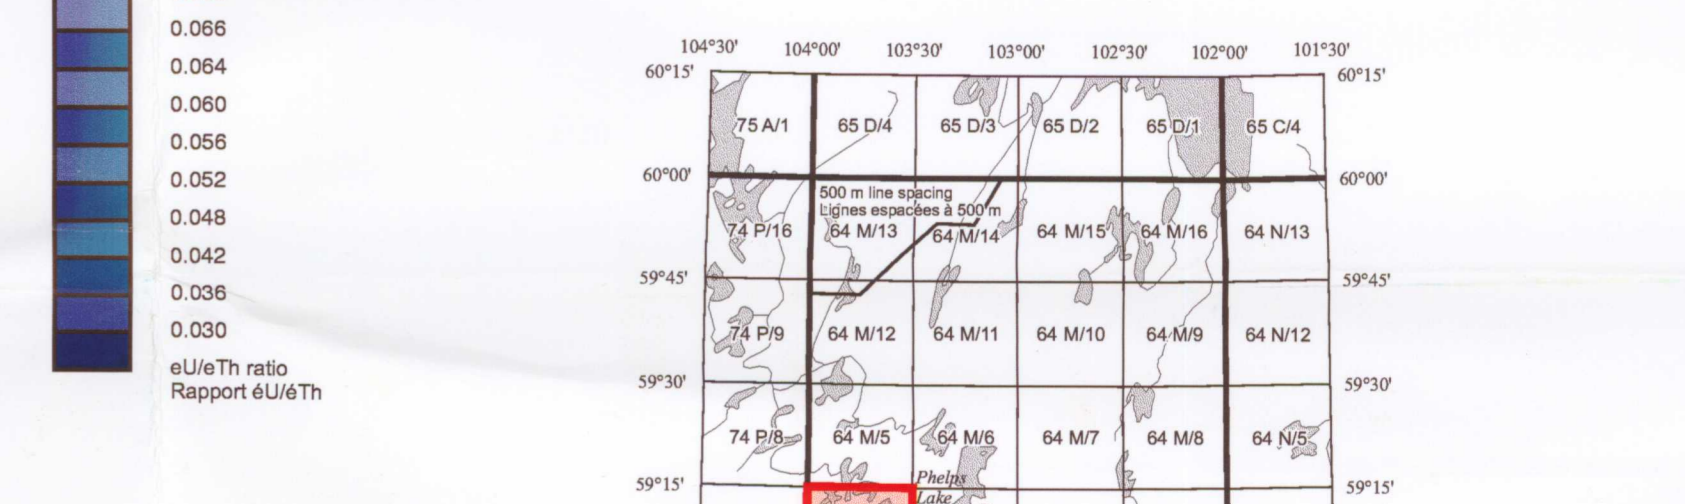 0.066
0.064
0.060
0.056
0.052
0.048
0.042
0.036
0.030
eU/eTh ratio
Rapport éU/éTh
104°30' 104°00' 103°30' 103°00' 102°30' 102°00' 101°30'
60°15' 60°15'
75 A/1 65 D/4 65 D/3 65 D/2 65 D/1 65 C/4
60°00' 60°00'
500 m line spacing
Lignes espacées à 500 m
74 P/16 64 M/13 64 M/14 64 M/15 64 M/16 64 N/13
59°45' 59°45'
74 P/9 64 M/12 64 M/11 64 M/10 64 M/9 64 N/12
59°30' 59°30'
74 P/8 64 M/5 64 M/6 64 M/7 64 M/8 64 N/5
Phelps
59°15' Lake 59°15'